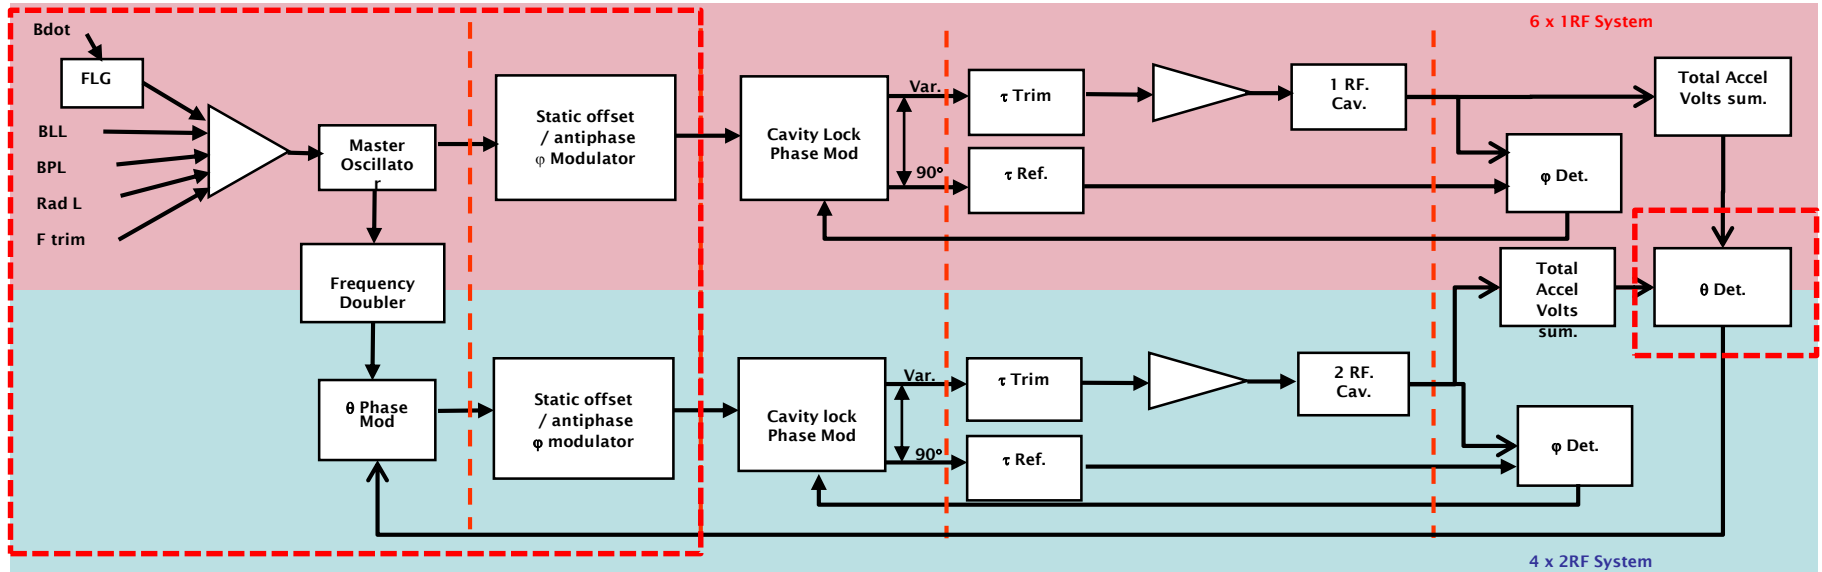 6 x 1RF System
Bdot
FLG
BLL
BPL
Rad L
F trim
Master
Oscillato
r
Static offset
/ antiphase
φ Modulator
Cavity Lock
Phase Mod
Var.
90°
τ Trim
τ Ref.
1 RF.
Cav.
Total Accel
Volts sum.
φ Det.
Frequency
Doubler
Total
Accel
Volts
sum.
θ Det.
θ Phase
Mod
Static offset
/ antiphase
φ modulator
Cavity lock
Phase Mod
Var.
90°
τ Trim
τ Ref.
2 RF.
Cav.
φ Det.
4 x 2RF System